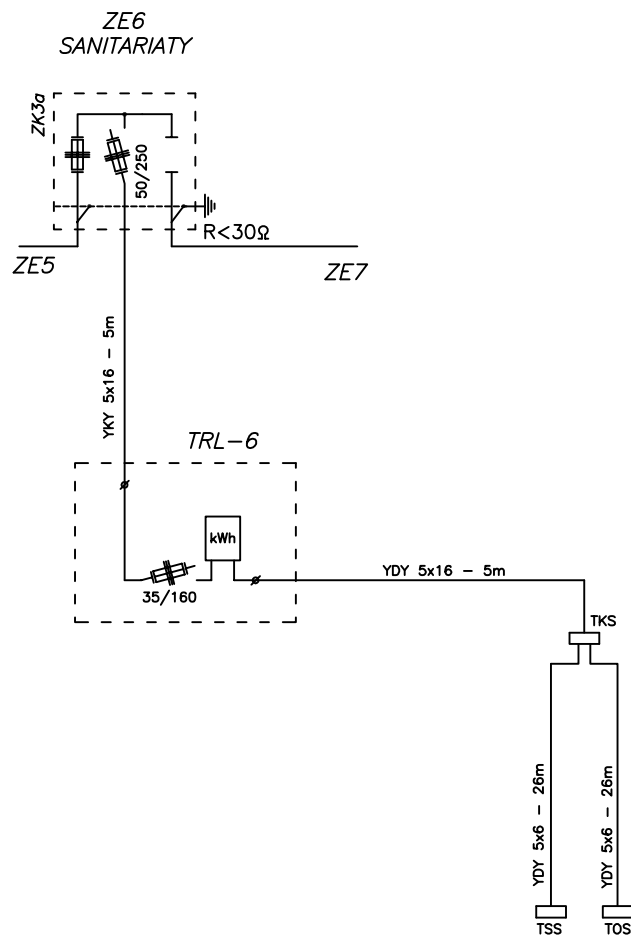 ZE6
SANITARIATY
ZK3a
50/250
R<30Ω
ZE5
ZE7
YKY 5x16 – 5m
TRL–6
kWh
35/160
YDY 5x16 – 5m
TKS
YDY 5x6 – 26m
YDY 5x6 – 26m
TSS
TOS